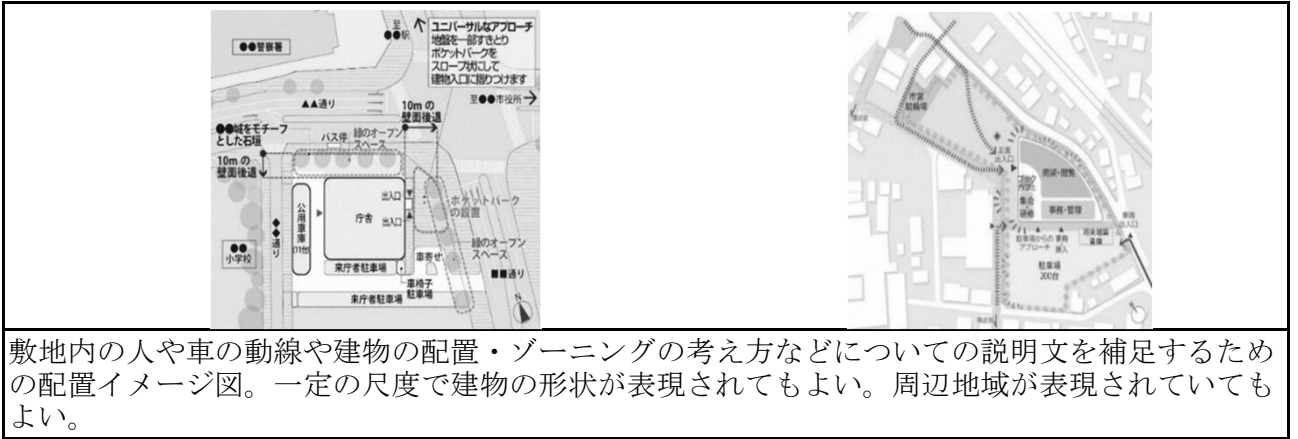 至
●●駅
ユニバーサルなアプローチ
地盤を一部すきとり
ポケットパークを
スロープ状にして
建物入口に摺りつけます
●●警察署
至●●市役所
▲▲通り
10mの
壁面後退
●●城をモチーフ
とした石垣
バス停
緑のオープン
スペース
10mの
壁面後退
出入口
ポケットパーク
の設置
公用車庫
(11台)
庁舎
出入口
◆◆通り
緑のオープン
スペース
●●
小学校
車寄せ
■■通り
来庁者駐車場
車椅子
駐車場
来庁者駐車場
N
市営
駐輪場
正面
出入口
開架・閲覧
ブック
カフェ
集会・
研修
事務・管理
車両
出入口
駐車場からの
アプローチ
事務
搬入
駐車場
200台
敷地内の人や車の動線や建物の配置・ゾーニングの考え方などについての説明文を補足するため
の配置イメージ図。一定の尺度で建物の形状が表現されてもよい。周辺地域が表現されていても
よい。